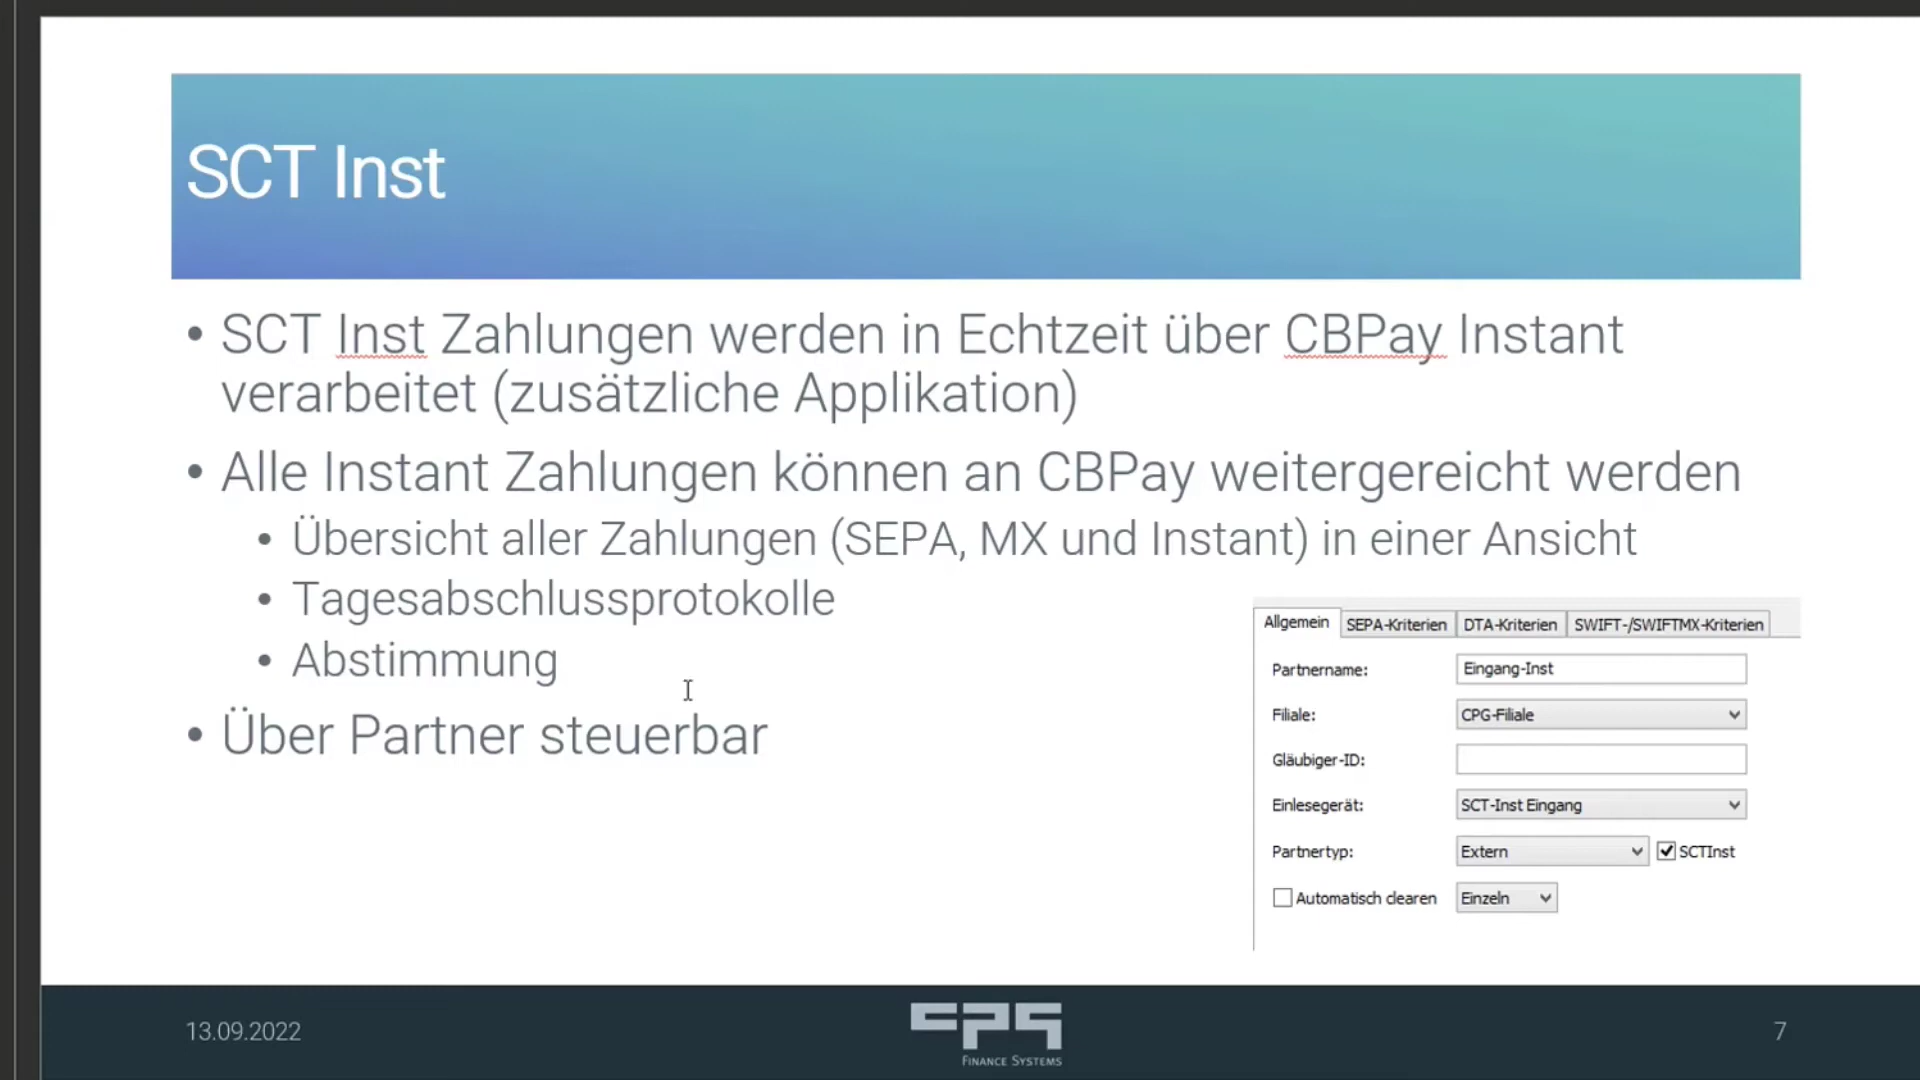 SCT Inst
• SCT Inst Zahlungen werden in Echtzeit über CBPay Instant
verarbeitet (zusätzliche Applikation)
• Alle Instant Zahlungen können an CBPay weitergereicht werden
• Übersicht aller Zahlungen (SEPA, MX und Instant) in einer Ansicht
• Tagesabschlussprotokolle
• Abstimmung
• Über Partner steuerbar
Allgemein SEPA-Kriterien DTA-Kriterien SWIFT-/SWIFTMX-Kriterien
Partnername: Eingang-Inst
Filiale: CPG-Filiale
Gläubiger-ID:
Einlesegerät: SCT-Inst Eingang
Partnertyp: Extern SCTInst
Automatisch clearen Einzeln
13.09.2022
CPG
FINANCE SYSTEMS
7